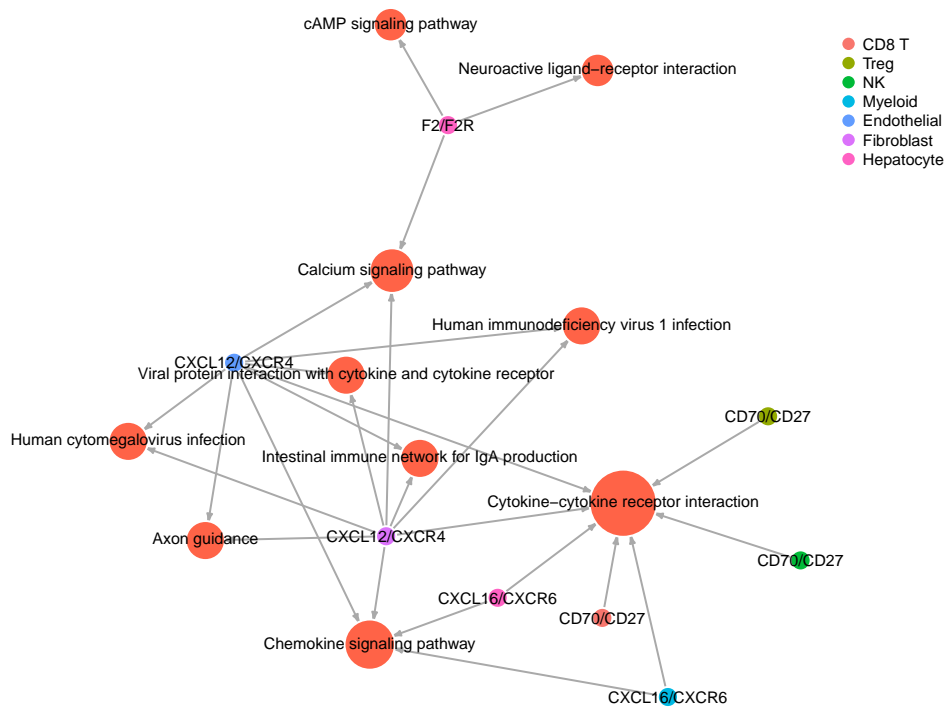 cAMP signaling pathway
Neuroactive ligand−receptor interaction
F2/F2R
CD8 T
Treg
NK
Myeloid
Endothelial
Fibroblast
Hepatocyte
Calcium signaling pathway
Human immunodeficiency virus 1 infection
CXCL12/CXCR4
Viral protein interaction with cytokine and cytokine receptor
CD70/CD27
Human cytomegalovirus infection
Intestinal immune network for IgA production
Cytokine−cytokine receptor interaction
Axon guidance
CXCL12/CXCR4
CD70/CD27
CXCL16/CXCR6
CD70/CD27
Chemokine signaling pathway
CXCL16/CXCR6